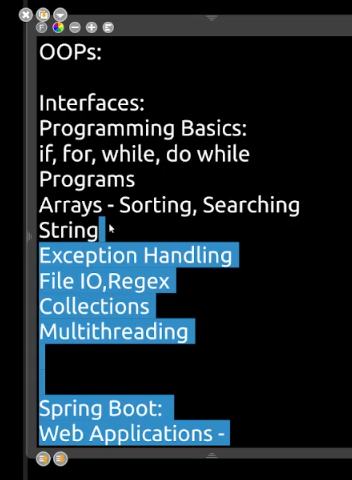 OOPs:
Interfaces:
Programming Basics:
if, for, while, do while
Programs
Arrays - Sorting, Searching
String
Exception Handling
File IO,Regex
Collections
Multithreading
Spring Boot:
Web Applications -